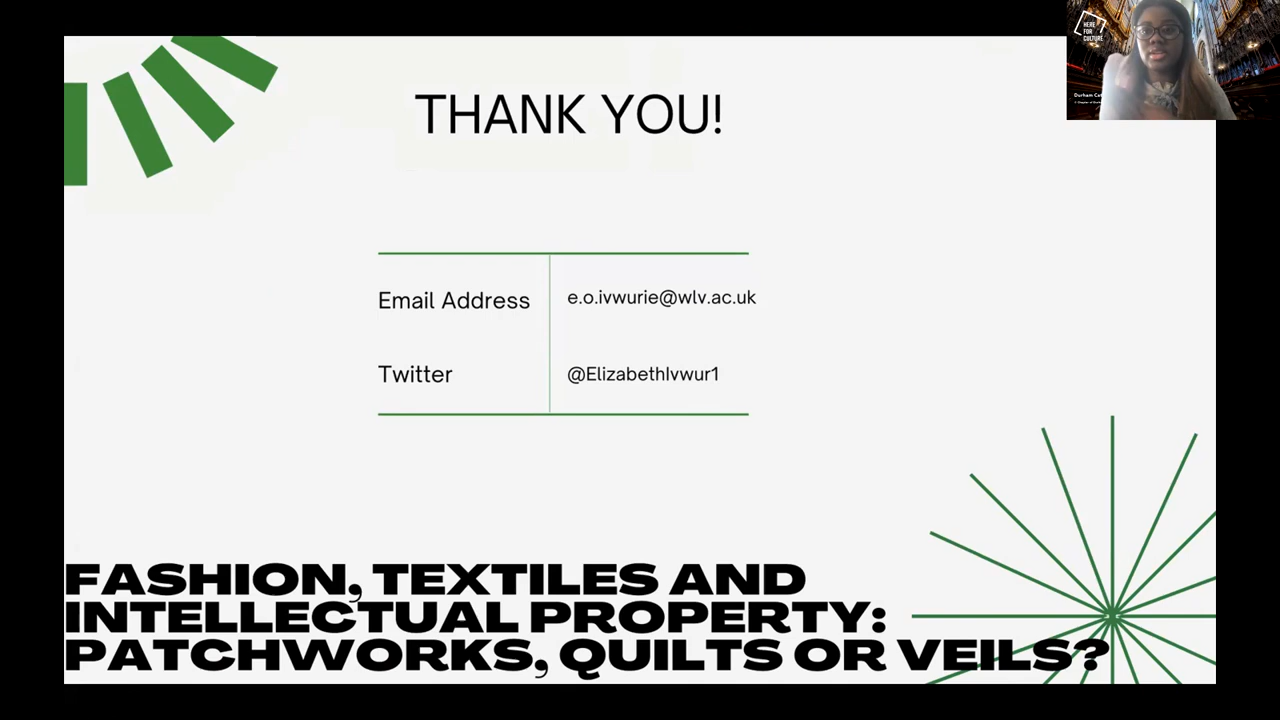 HERE
FOR
CULTURE
THANK YOU!
Email Address
e.o.ivwurie@wlv.ac.uk
Twitter
@ElizabethIvwur1
FASHION, TEXTILES AND
INTELLECTUAL PROPERTY:
PATCHWORKS, QUILTS OR VEILS?